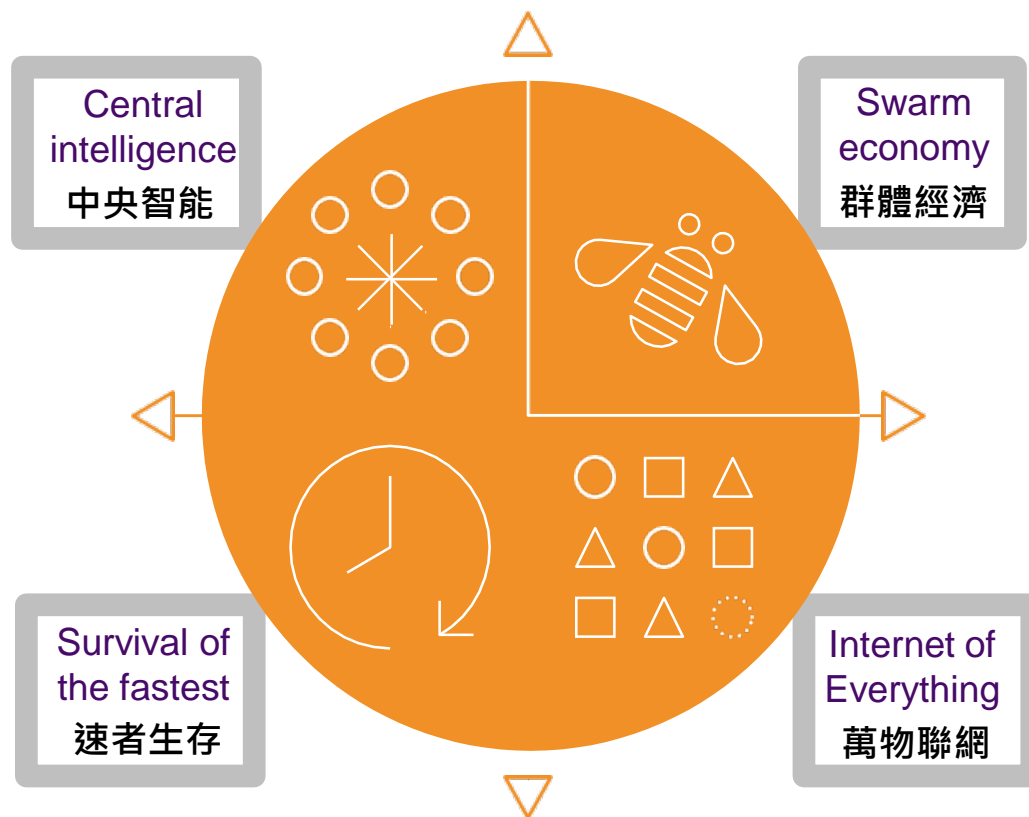 Central
intelligence
中央智能
Swarm
economy
群體經濟
Survival of
the fastest
速者生存
Internet of
Everything
萬物聯網